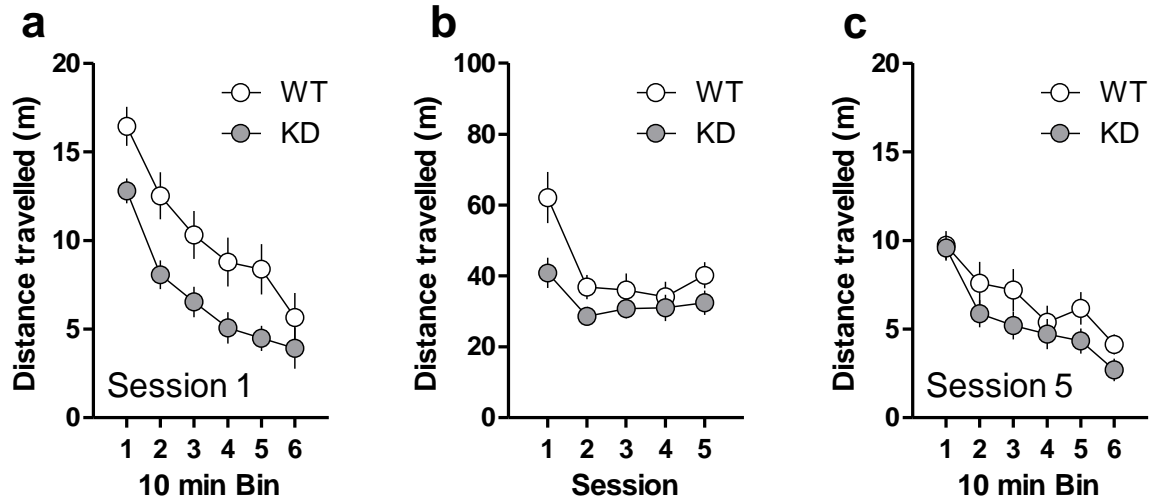 a
20
15
10
5
0
Distance travelled (m)
WT
KD
Session 1
1 2 3 4 5 6
10 min Bin
b
100
80
60
40
20
0
Distance travelled (m)
WT
KD
1 2 3 4 5
Session
c
20
15
10
5
0
Distance travelled (m)
WT
KD
Session 5
1 2 3 4 5 6
10 min Bin